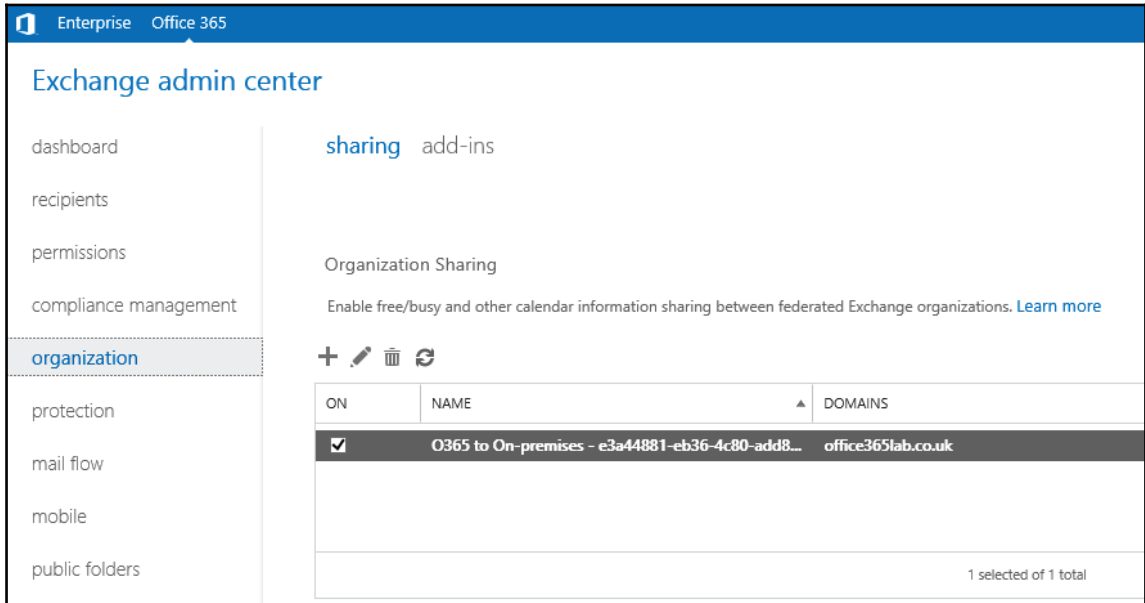 Enterprise Office 365
Exchange admin center
dashboard
recipients
permissions
compliance management
organization
protection
mail flow
mobile
public folders
sharing add-ins
Organization Sharing
Enable free/busy and other calendar information sharing between federated Exchange organizations. Learn more
ON NAME DOMAINS
O365 to On-premises - e3a44881-eb36-4c80-add8... office365lab.co.uk
1 selected of 1 total